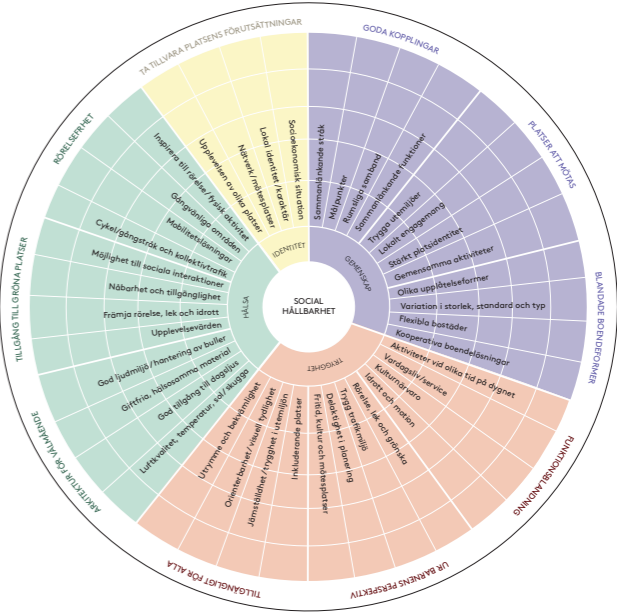 SOCIAL
HÅLLBARHET
IDENTITET
GEMENSKAP
TRYGGHET
HÄLSA
GODA KOPPLINGAR
Sammanlänkande stråk
Målpunkter
Rumsliga samband
Sammanlänkande funktioner
PLATSER ATT MÖTAS
Trygga utemiljöer
Lokalt engagemang
Stärkt platsidentitet
Gemensamma aktiviteter
BLANDADE BOENDEFORMER
Olika upplåtelseformer
Variation i storlek, standard och typ
Flexibla bostäder
Kooperativa boendelösningar
FUNKTIONSBLANDNING
Aktiviteter vid olika tid på dygnet
Vardagsliv/service
Kulturnärvaro
Idrott och motion
UR BARNENS PERSPEKTIV
Rörelse, lek och grönska
Trygg trafikmiljö
Delaktighet i planering
Fritid, kultur och mötesplatser
TILLGÄNGLIGT FÖR ALLA
Inkluderande platser
Jämställdhet/trygghet i utemiljön
Orienterbarhet/visuell tydlighet
Utrymme och bekvämlighet
ARKITEKTUR FÖR VÄLMÅENDE
Luftkvalitet, temperatur, sol/skugga
God tillgång till dagsljus
Giftfria, hälsosamma material
God ljudmiljö/hantering av buller
TILLGÅNG TILL GRÖNA PLATSER
Upplevelsevärden
Främja rörelse, lek och idrott
Närbarhet och tillgänglighet
Möjlighet till sociala interaktioner
RÖRELSEFRIHET
Cykel/gångstråk och kollektivtrafik
Mobilitetslösningar
Gångvänliga områden
Inspirera till rörelse/fysisk aktivitet
TA TILLVARA PLATSENS FÖRUTSÄTTNINGAR
Upplevelsen av olika platser
Nätverk/mötesplatser
Lokal identitet/karaktär
Socioekonomisk situation